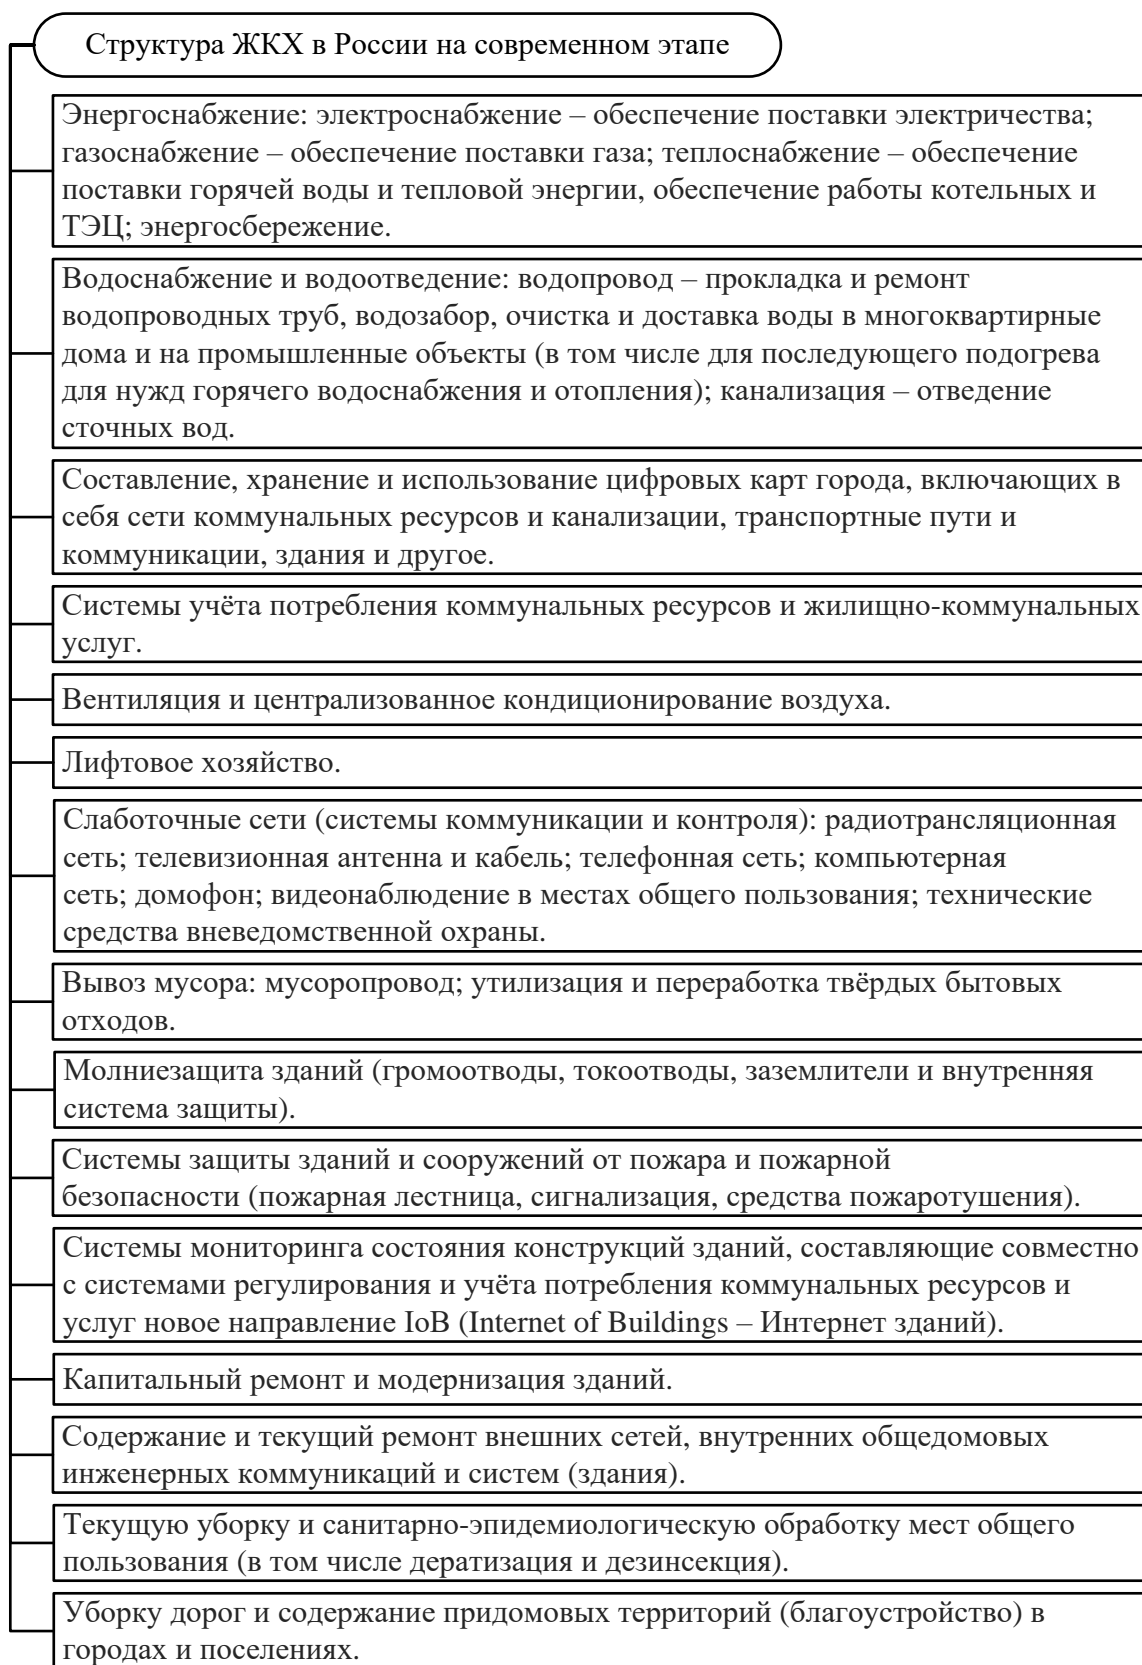 Структура ЖКХ в России на современном этапе
Энергоснабжение: электроснабжение – обеспечение поставки электричества;
газоснабжение – обеспечение поставки газа; теплоснабжение – обеспечение
поставки горячей воды и тепловой энергии, обеспечение работы котельных и
ТЭЦ; энергосбережение.
Водоснабжение и водоотведение: водопровод – прокладка и ремонт
водопроводных труб, водозабор, очистка и доставка воды в многоквартирные
дома и на промышленные объекты (в том числе для последующего подогрева
для нужд горячего водоснабжения и отопления); канализация – отведение
сточных вод.
Составление, хранение и использование цифровых карт города, включающих в
себя сети коммунальных ресурсов и канализации, транспортные пути и
коммуникации, здания и другое.
Системы учёта потребления коммунальных ресурсов и жилищно-коммунальных
услуг.
Вентиляция и централизованное кондиционирование воздуха.
Лифтовое хозяйство.
Слаботочные сети (системы коммуникации и контроля): радиотрансляционная
сеть; телевизионная антенна и кабель; телефонная сеть; компьютерная
сеть; домофон; видеонаблюдение в местах общего пользования; технические
средства вневедомственной охраны.
Вывоз мусора: мусоропровод; утилизация и переработка твёрдых бытовых
отходов.
Молниезащита зданий (громоотводы, токоотводы, заземлители и внутренняя
система защиты).
Системы защиты зданий и сооружений от пожара и пожарной
безопасности (пожарная лестница, сигнализация, средства пожаротушения).
Системы мониторинга состояния конструкций зданий, составляющие совместно
с системами регулирования и учёта потребления коммунальных ресурсов и
услуг новое направление IoB (Internet of Buildings – Интернет зданий).
Капитальный ремонт и модернизация зданий.
Содержание и текущий ремонт внешних сетей, внутренних общедомовых
инженерных коммуникаций и систем (здания).
Текущую уборку и санитарно-эпидемиологическую обработку мест общего
пользования (в том числе дератизация и дезинсекция).
Уборку дорог и содержание придомовых территорий (благоустройство) в
городах и поселениях.